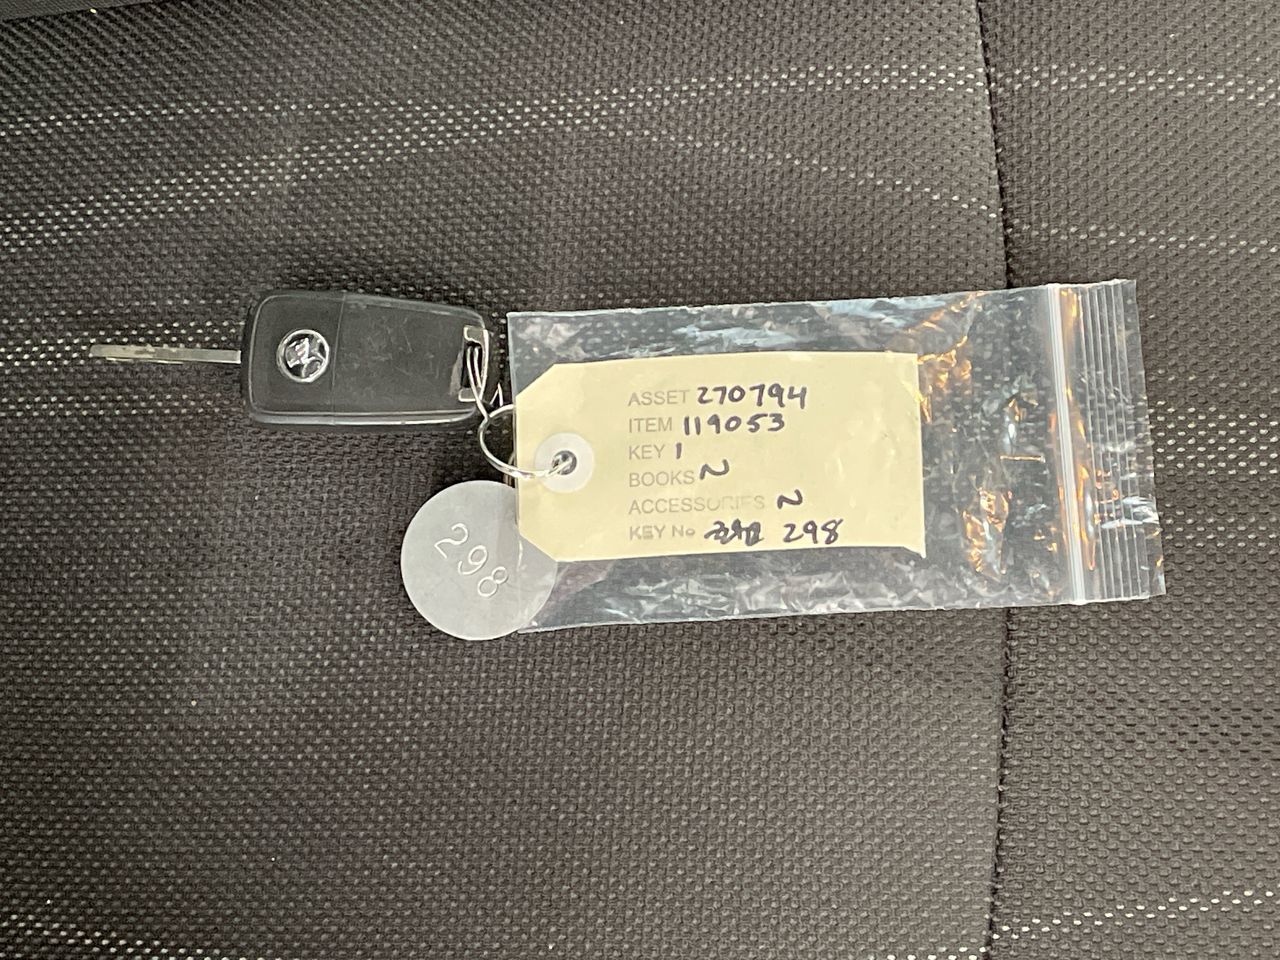 ASSET 270794
ITEM 119053
KEY 1
BOOKS N
ACCESSORIES N
KEY No 298
298